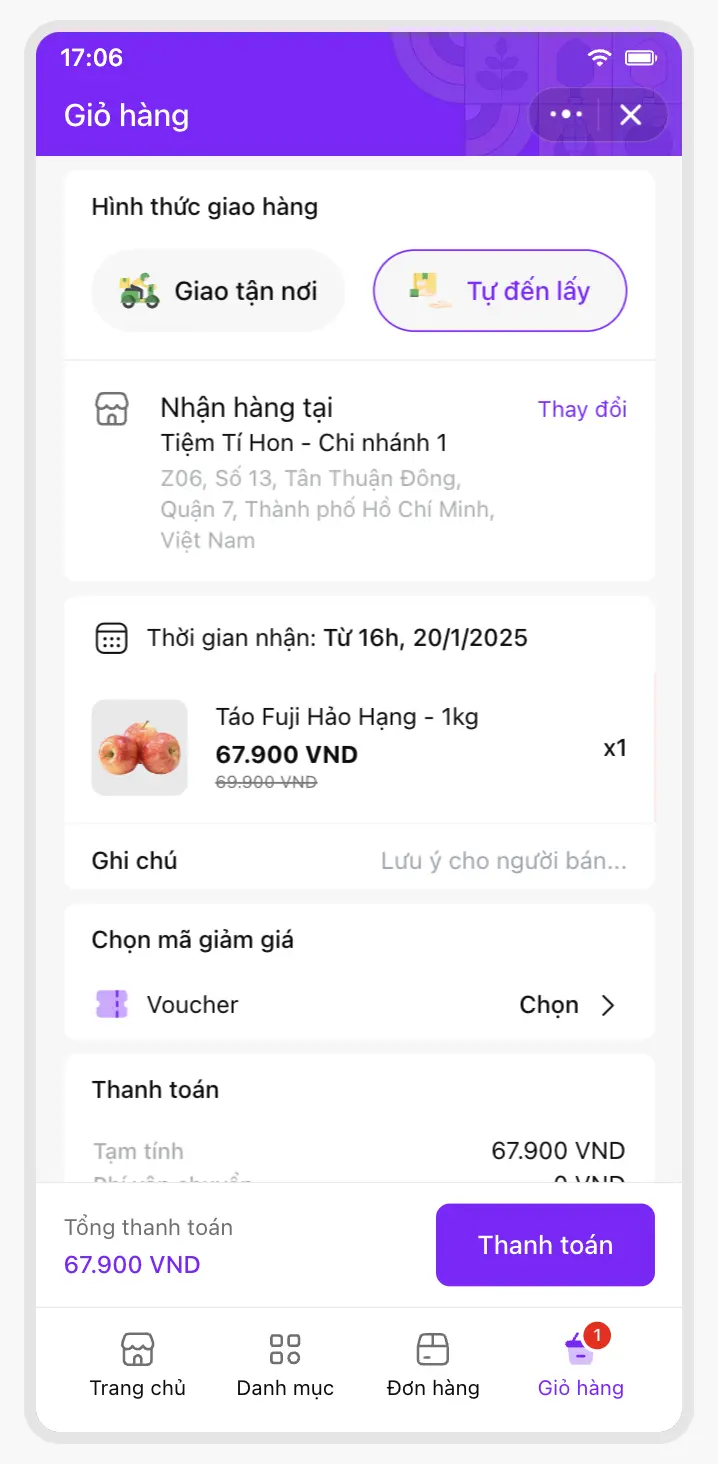 17:06
Giỏ hàng
Hình thức giao hàng
Giao tận nơi
Tự đến lấy
Nhận hàng tại
Thay đổi
Tiệm Tí Hon - Chi nhánh 1
Z06, Số 13, Tân Thuận Đông,
Quận 7, Thành phố Hồ Chí Minh,
Việt Nam
Thời gian nhận: Từ 16h, 20/1/2025
Táo Fuji Hảo Hạng - 1kg
67.900 VND
x1
69.900 VND
Ghi chú
Lưu ý cho người bán...
Chọn mã giảm giá
Voucher
Chọn
Thanh toán
Tạm tính
67.900 VND
Phí vận chuyển
0 VND
Tổng thanh toán
67.900 VND
Thanh toán
1
Trang chủ
Danh mục
Đơn hàng
Giỏ hàng